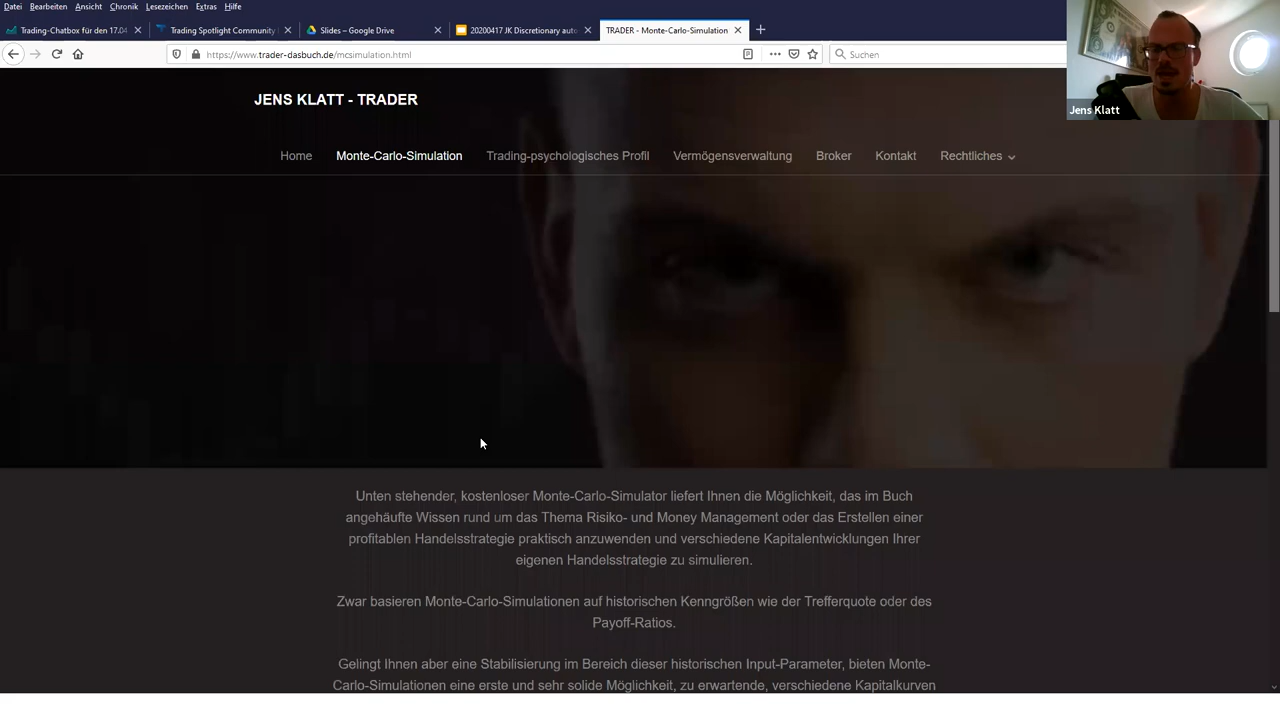 Datei Bearbeiten Ansicht Chronik Lesezeichen Extras Hilfe
Trading-Chatbox für den 17.04
Trading Spotlight Community
Slides – Google Drive
20200417 JK Discretionary auto
TRADER - Monte-Carlo-Simulation
https://www.trader-dasbuch.de/mcsimulation.html
Suchen
Jens Klatt
JENS KLATT - TRADER
Home Monte-Carlo-Simulation Trading-psychologisches Profil Vermögensverwaltung Broker Kontakt Rechtliches
Unten stehender, kostenloser Monte-Carlo-Simulator liefert Ihnen die Möglichkeit, das im Buch
angehäufte Wissen rund um das Thema Risiko- und Money Management oder das Erstellen einer
profitablen Handelsstrategie praktisch anzuwenden und verschiedene Kapitalentwicklungen Ihrer
eigenen Handelsstrategie zu simulieren.
Zwar basieren Monte-Carlo-Simulationen auf historischen Kenngrößen wie der Trefferquote oder des
Payoff-Ratios.
Gelingt Ihnen aber eine Stabilisierung im Bereich dieser historischen Input-Parameter, bieten Monte-
Carlo-Simulationen eine erste und sehr solide Möglichkeit, zu erwartende, verschiedene Kapitalkurven